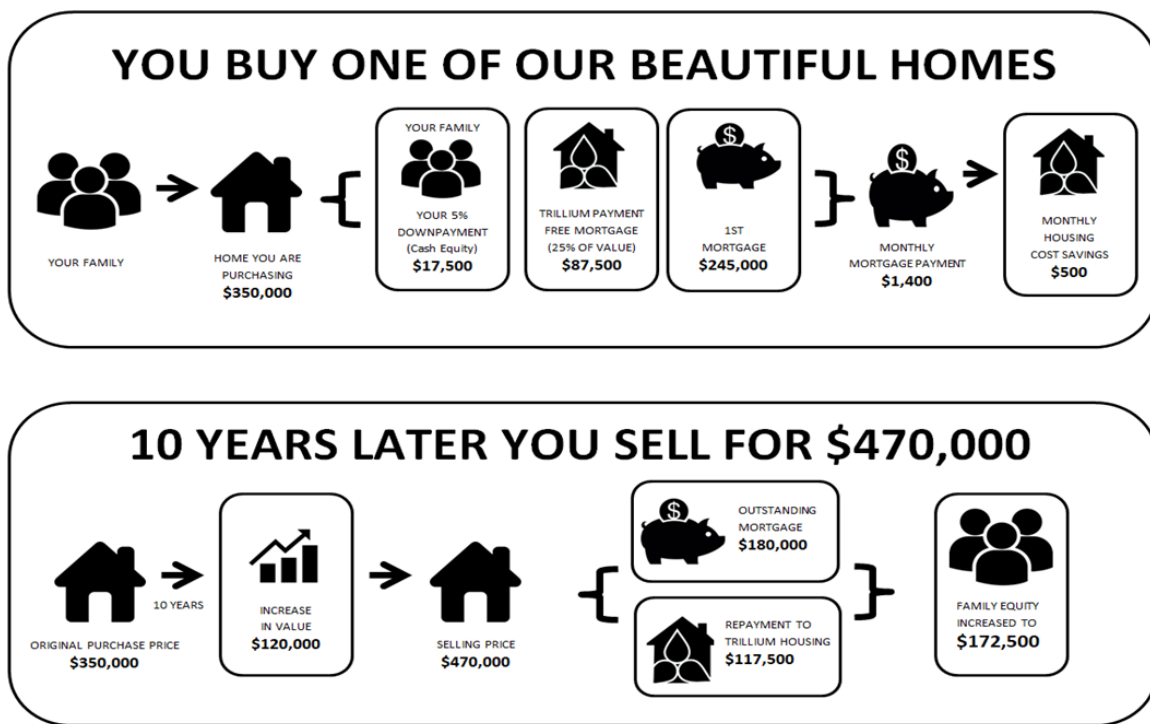 YOU BUY ONE OF OUR BEAUTIFUL HOMES
YOUR FAMILY
HOME YOU ARE
PURCHASING
$350,000
YOUR FAMILY
YOUR 5%
DOWNPAYMENT
(Cash Equity)
$17,500
TRILLIUM PAYMENT
FREE MORTGAGE
(25% OF VALUE)
$87,500
$
1ST
MORTGAGE
$245,000
$
MONTHLY
MORTGAGE PAYMENT
$1,400
MONTHLY
HOUSING
COST SAVINGS
$500
10 YEARS LATER YOU SELL FOR $470,000
ORIGINAL PURCHASE PRICE
$350,000
10 YEARS
INCREASE
IN VALUE
$120,000
SELLING PRICE
$470,000
$
OUTSTANDING
MORTGAGE
$180,000
REPAYMENT TO
TRILLIUM HOUSING
$117,500
FAMILY EQUITY
INCREASED TO
$172,500